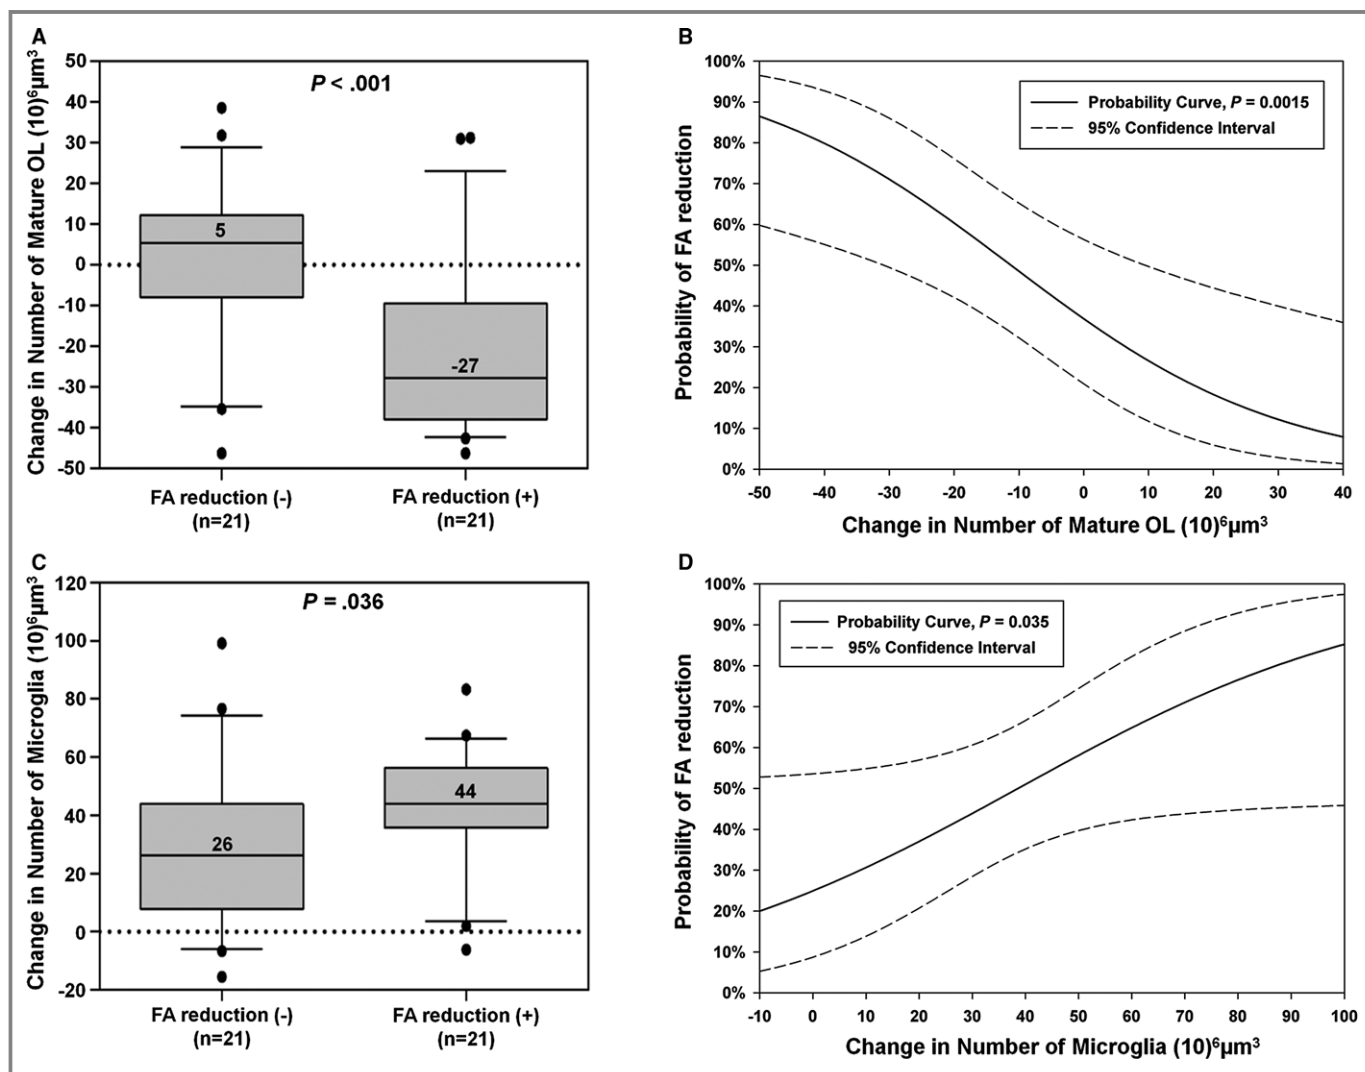 A
Change in Number of Mature OL (10)⁶µm³
50
40
30
20
10
0
-10
-20
-30
-40
-50
P < .001
5
-27
FA reduction (-)
(n=21)
FA reduction (+)
(n=21)
B
Probability of FA reduction
100%
90%
80%
70%
60%
50%
40%
30%
20%
10%
0%
Probability Curve, P = 0.0015
95% Confidence Interval
-50 -40 -30 -20 -10 0 10 20 30 40
Change in Number of Mature OL (10)⁶µm³
C
Change in Number of Microglia (10)⁶µm³
120
100
80
60
40
20
0
-20
P = .036
26
44
FA reduction (-)
(n=21)
FA reduction (+)
(n=21)
D
Probability of FA reduction
100%
90%
80%
70%
60%
50%
40%
30%
20%
10%
0%
Probability Curve, P = 0.035
95% Confidence Interval
-10 0 10 20 30 40 50 60 70 80 90 100
Change in Number of Microglia (10)⁶µm³